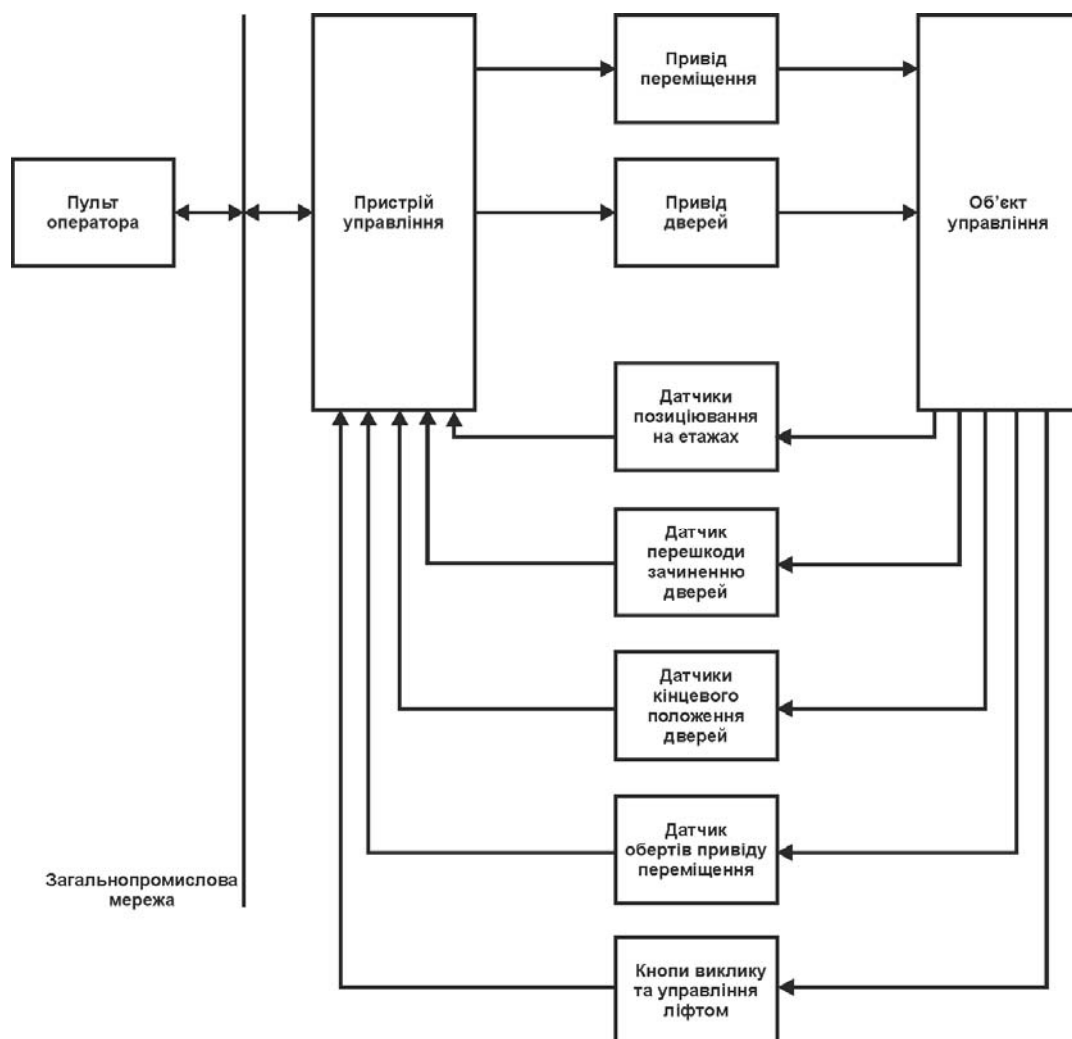 Привід
переміщення
Пульт
оператора
Пристрій
управління
Привід
дверей
Об’єкт
управління
Датчики
позиціювання
на етажах
Датчик
перешкоди
зачиненню
дверей
Датчики
кінцевого
положення
дверей
Датчик
обертів привіду
переміщення
Загальнопромислова
мережа
Кнопи виклику
та управління
ліфтом